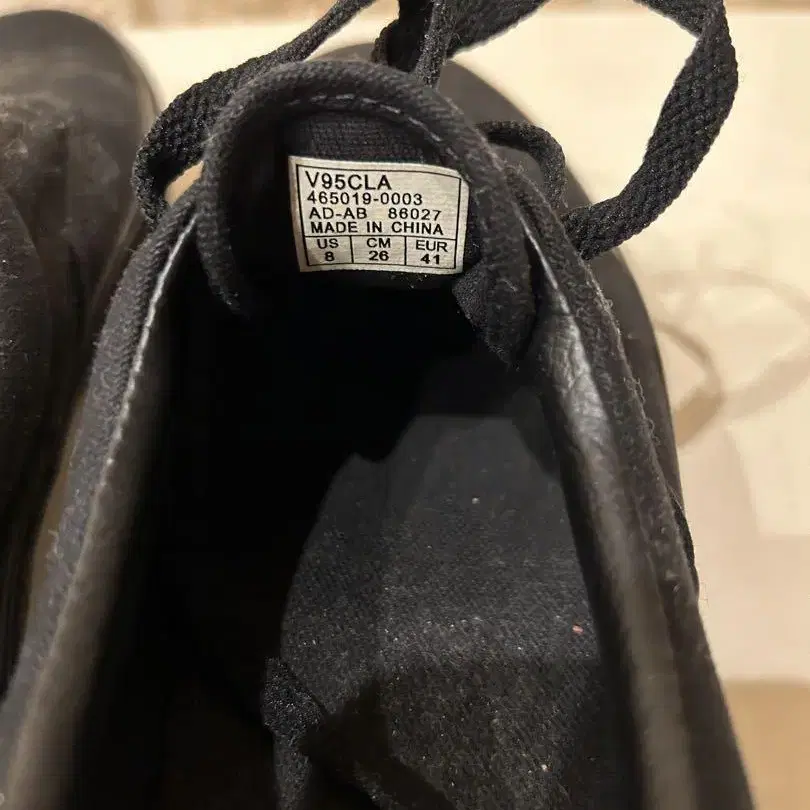 V95CLA
465019-0003
AD-AB 86027
MADE IN CHINA
US CM EUR
8 26 41